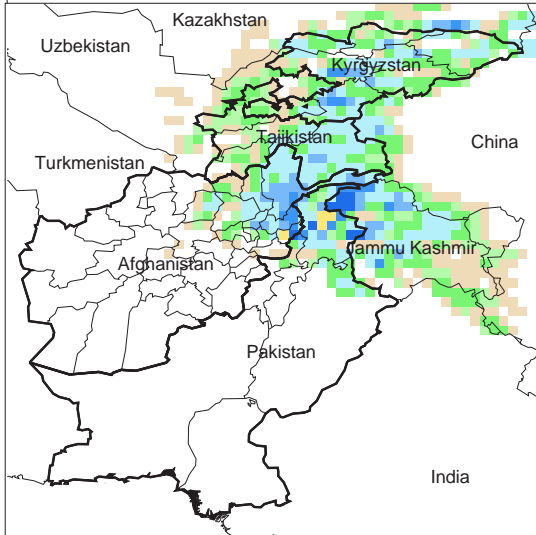 Kazakhstan
Uzbekistan
Kyrgyzstan
Tajikistan
China
Turkmenistan
Jammu Kashmir
Afghanistan
Pakistan
India